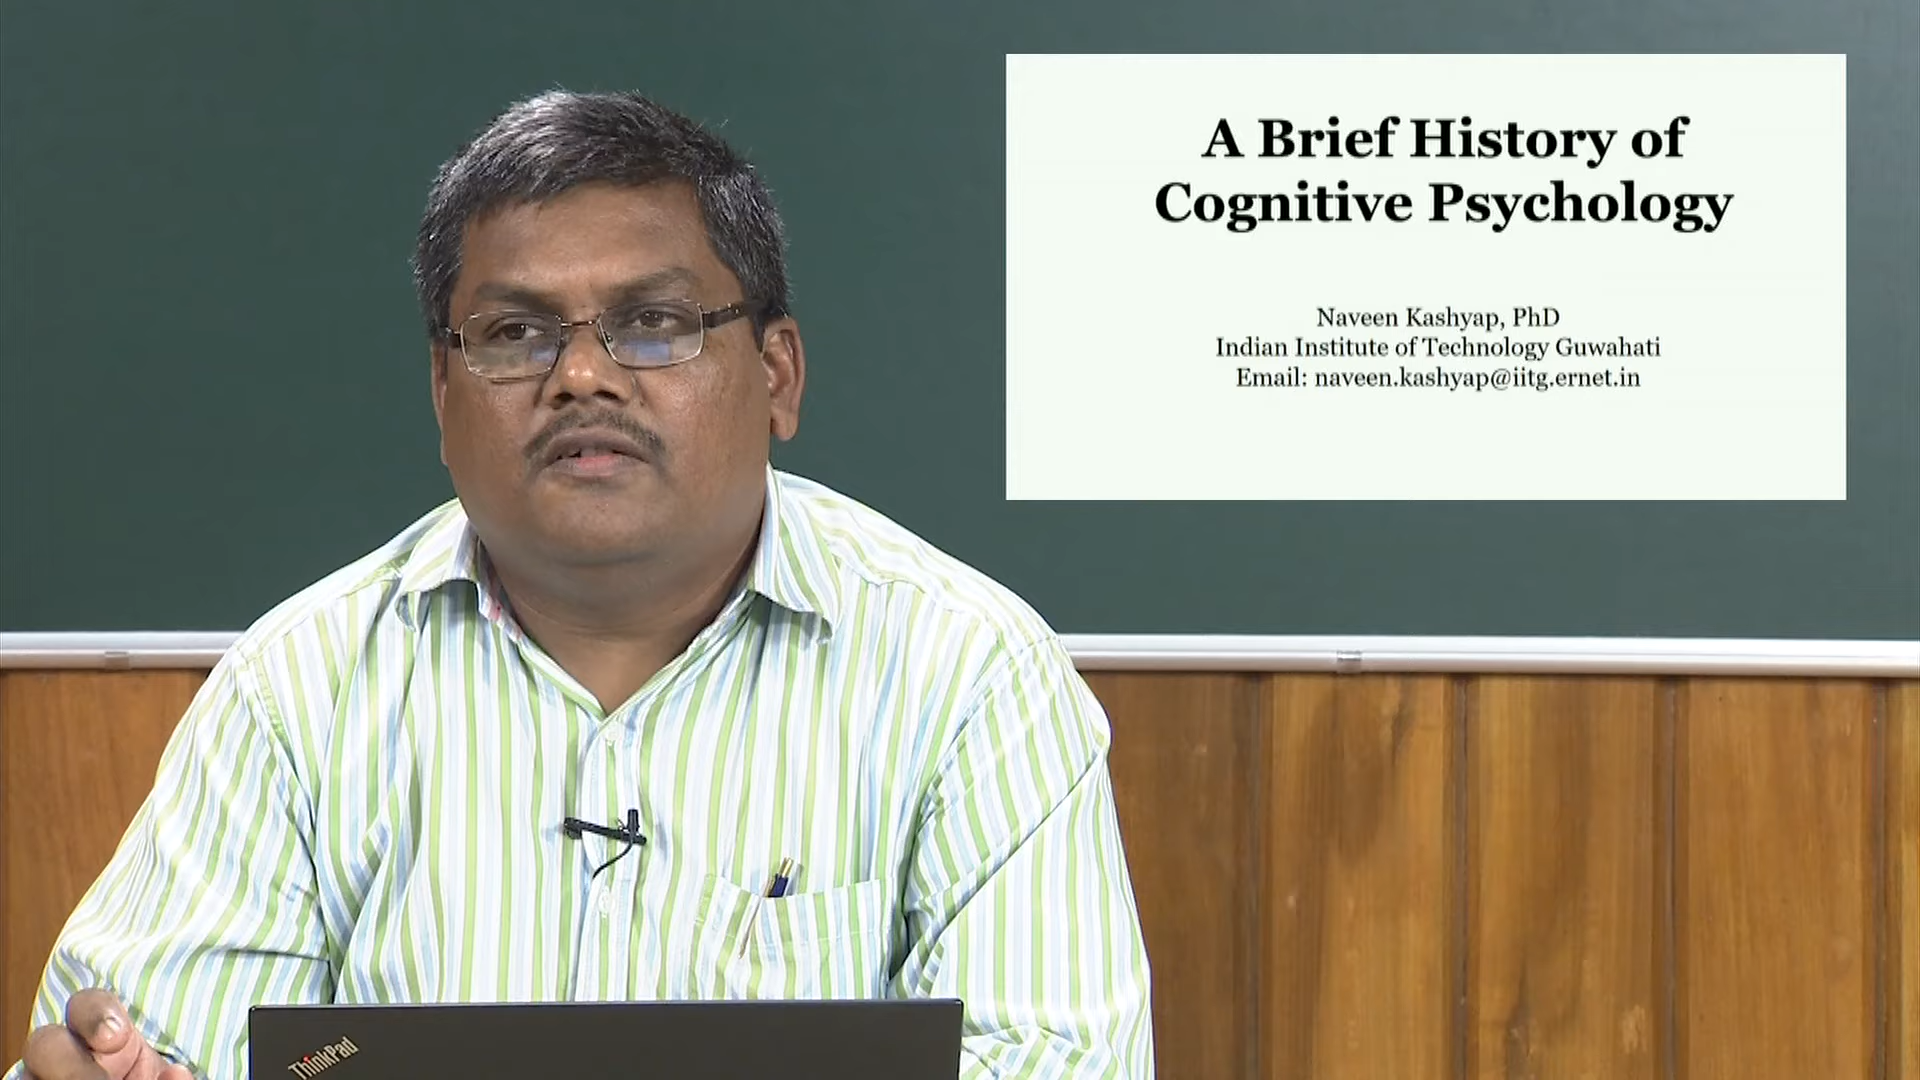 A Brief History of
Cognitive Psychology
Naveen Kashyap, PhD
Indian Institute of Technology Guwahati
Email: naveen.kashyap@iitg.ernet.in
ThinkPad